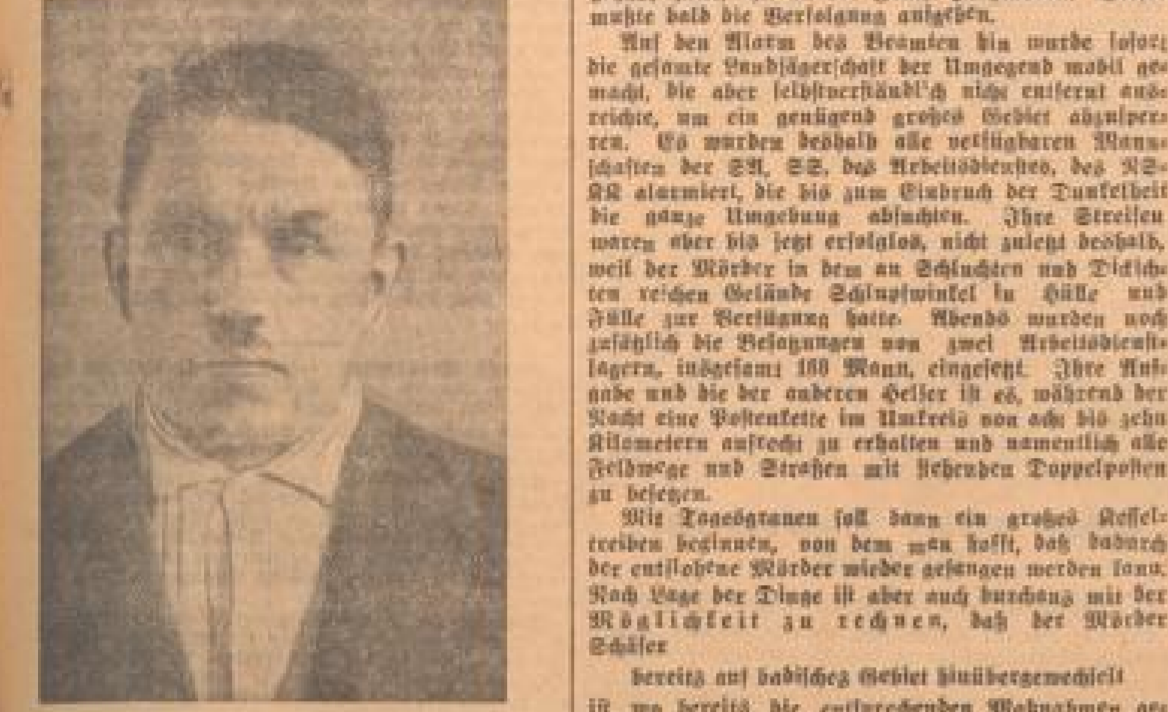 mußte bald die Verfolgung aufgeben.
Auf den Alarm des Beamten hin wurde sofort
die gesamte Landjägerschaft der Umgegend mobil ge-
macht, die aber selbstverständlich nicht entfernt aus-
reichte, um ein genügend großes Gebiet abzusper-
ren. Es wurden deshalb alle verfügbaren Mann-
schaften der SA, SS, des Arbeitsdienstes, des NS-
KK alarmiert, die bis zum Einbruch der Dunkelheit
die ganze Umgebung absuchten. Ihre Streifen
waren aber bis jetzt erfolglos, nicht zuletzt deshalb,
weil der Mörder in dem an Schluchten und Dickich-
ten reichen Gelände Schlupfwinkel in Hülle und
Fülle zur Verfügung hatte. Abends wurden noch
zusätzlich die Besatzungen von zwei Arbeitsdienst-
lagern, insgesamt 160 Mann, eingesetzt. Ihre Auf-
gabe und die der anderen Helfer ist es, während der
Nacht eine Postenkette im Umkreis von acht bis zehn
Kilometern aufrecht zu erhalten und namentlich alle
Feldwege und Straßen mit stehenden Doppelposten
zu besetzen.
Mit Tagesgrauen soll dann ein großes Kessel-
treiben beginnen, von dem man hofft, daß dadurch
der entflohene Mörder wieder gefangen werden kann.
Nach Lage der Dinge ist aber auch durchaus mit der
Möglichkeit zu rechnen, daß der Mörder
Schäfer
bereits auf badisches Gebiet hinübergewechselt
ist, wo bereits die entsprechenden Maßnahmen ge-